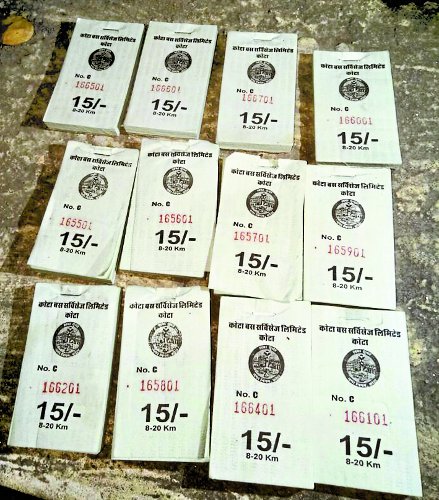 कोटा बस सर्विसेज लिमिटेड
कोटा
No. C
166501
15/-
8-20 Km
कोटा बस सर्विसेज लिमिटेड
कोटा
No. C
166601
15/-
8-20 Km
कोटा बस सर्विसेज लिमिटेड
कोटा
No. C
166701
15/-
8-20 Km
कोटा बस सर्विसेज लिमिटेड
कोटा
No. C
166001
15/-
8-20 Km
कोटा बस सर्विसेज लिमिटेड
कोटा
No. C
165501
15/-
8-20 Km
कोटा बस सर्विसेज लिमिटेड
कोटा
No. C
165601
15/-
8-20 Km
कोटा बस सर्विसेज लिमिटेड
कोटा
No. C
165701
15/-
8-20 Km
कोटा बस सर्विसेज लिमिटेड
कोटा
No. C
165901
15/-
8-20 Km
कोटा बस सर्विसेज लिमिटेड
कोटा
No. C
166201
15/-
8-20 Km
कोटा बस सर्विसेज लिमिटेड
कोटा
No. C
165801
15/-
8-20 Km
कोटा बस सर्विसेज लिमिटेड
कोटा
No. C
166401
15/-
8-20 Km
कोटा बस सर्विसेज लिमिटेड
कोटा
No. C
166101
15/-
8-20 Km